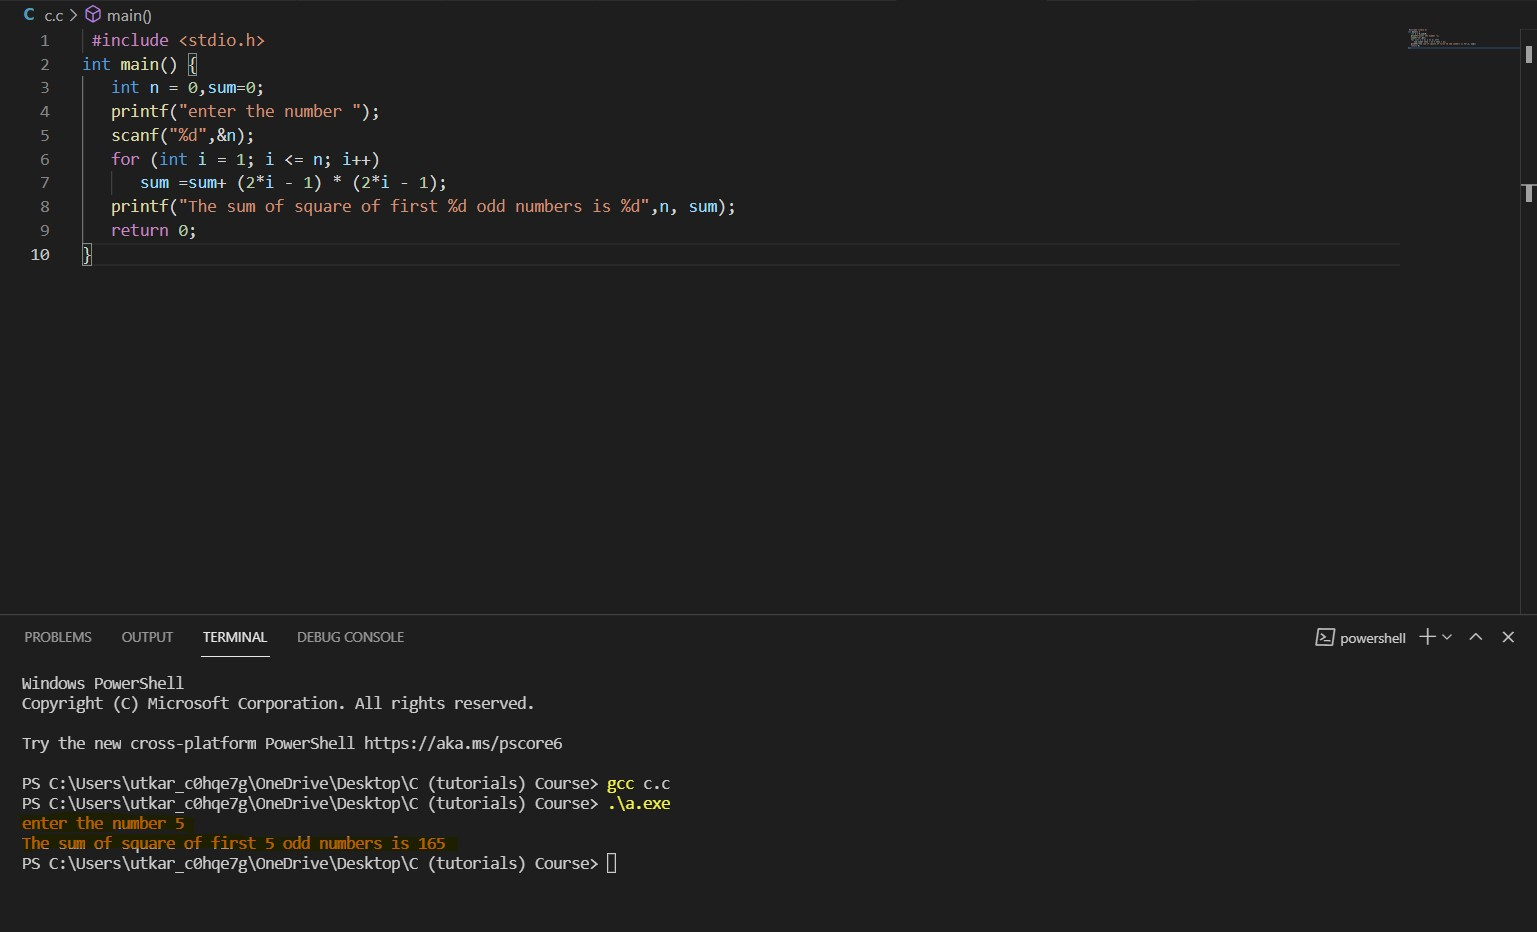 C c.c > main()
1 #include <stdio.h>
2 int main() {
3 int n = 0,sum=0;
4 printf("enter the number ");
5 scanf("%d",&n);
6 for (int i = 1; i <= n; i++)
7 sum =sum+ (2*i - 1) * (2*i - 1);
8 printf("The sum of square of first %d odd numbers is %d",n, sum);
9 return 0;
10 }
PROBLEMS OUTPUT TERMINAL DEBUG CONSOLE powershell
Windows PowerShell
Copyright (C) Microsoft Corporation. All rights reserved.
Try the new cross-platform PowerShell https://aka.ms/pscore6
PS C:\Users\utkar_c0hqe7g\OneDrive\Desktop\C (tutorials) Course> gcc c.c
PS C:\Users\utkar_c0hqe7g\OneDrive\Desktop\C (tutorials) Course> .\a.exe
enter the number 5
The sum of square of first 5 odd numbers is 165
PS C:\Users\utkar_c0hqe7g\OneDrive\Desktop\C (tutorials) Course>